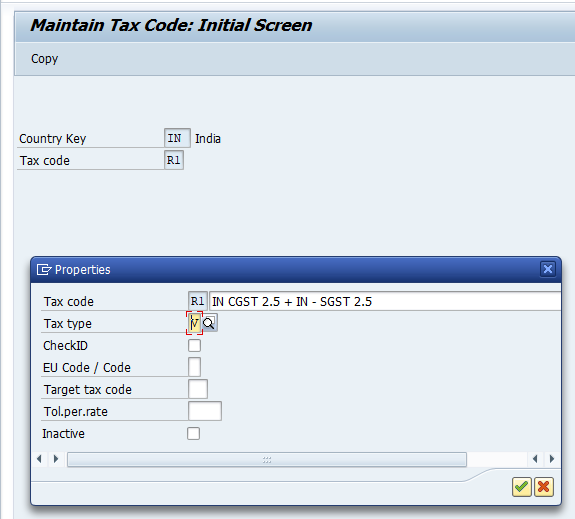 Maintain Tax Code: Initial Screen
Copy
Country Key IN India
Tax code R1
Properties
Tax code R1 IN CGST 2.5 + IN - SGST 2.5
Tax type V
CheckID
EU Code / Code
Target tax code
Tol.per.rate
Inactive